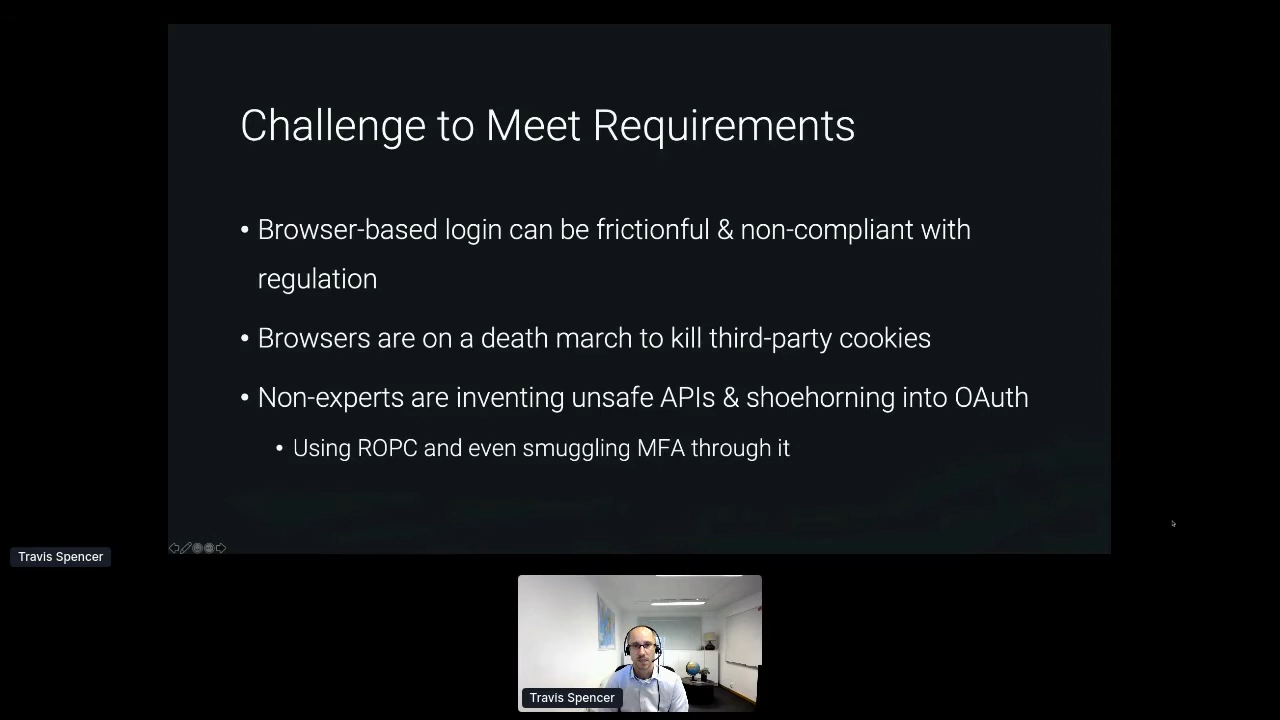 Challenge to Meet Requirements
• Browser-based login can be frictionful & non-compliant with
regulation
• Browsers are on a death march to kill third-party cookies
• Non-experts are inventing unsafe APIs & shoehorning into OAuth
• Using ROPC and even smuggling MFA through it
Travis Spencer
Travis Spencer